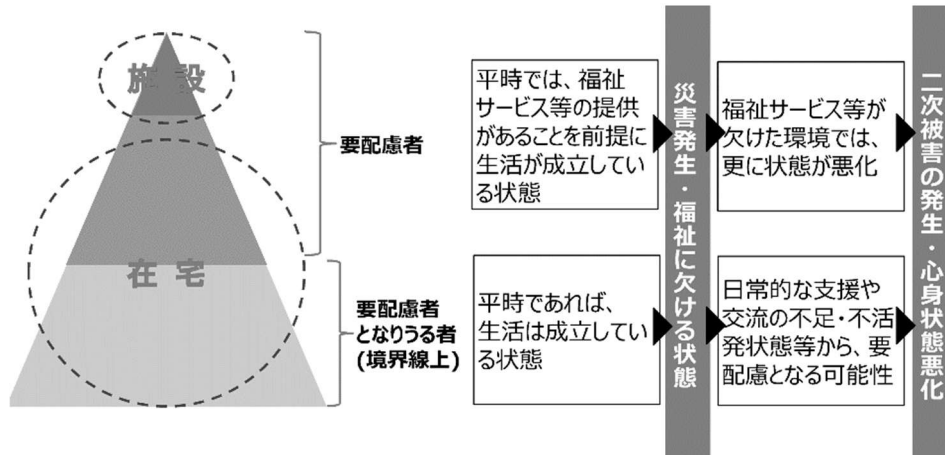 施 設
在 宅
要配慮者
要配慮者
となりうる者
(境界線上)
平時では、福祉
サービス等の提供
があることを前提に
生活が成立してい
る状態
平時であれば、
生活は成立してい
る状態
災害発生・福祉に欠ける状態
福祉サービス等が
欠けた環境では、
更に状態が悪化
日常的な支援や
交流の不足・不活
発状態等から、要
配慮となる可能性
二次被害の発生・心身状態悪化